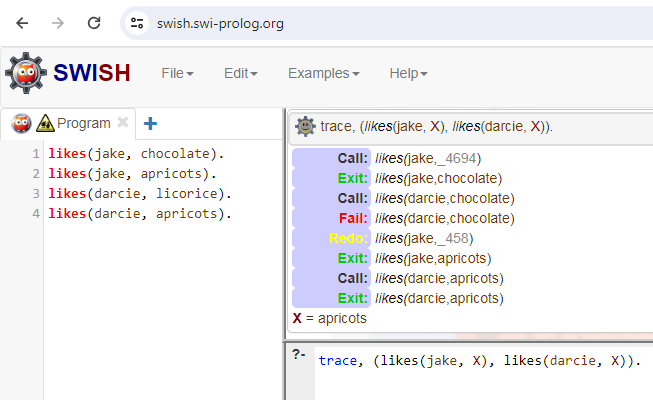 swish.swi-prolog.org
SWISH File Edit Examples Help
Program
1 likes(jake, chocolate).
2 likes(jake, apricots).
3 likes(darcie, licorice).
4 likes(darcie, apricots).
trace, (likes(jake, X), likes(darcie, X)).
Call: likes(jake,_4694)
Exit: likes(jake,chocolate)
Call: likes(darcie,chocolate)
Fail: likes(darcie,chocolate)
Redo: likes(jake,_458)
Exit: likes(jake,apricots)
Call: likes(darcie,apricots)
Exit: likes(darcie,apricots)
X = apricots
?- trace, (likes(jake, X), likes(darcie, X)).